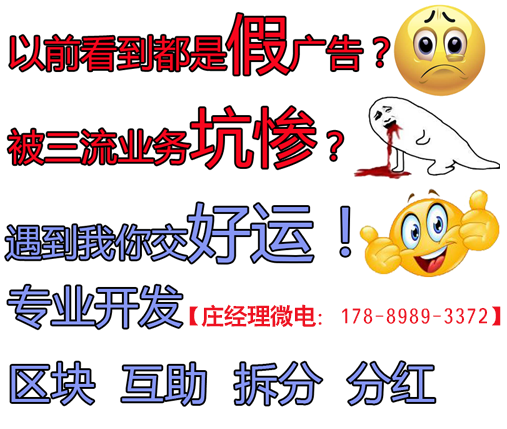 以前看到都是假广告？
被三流业务坑惨？
遇到我你交好运！
专业开发【庄经理微电: 178-8989-3372】
区块 互助 拆分 分红